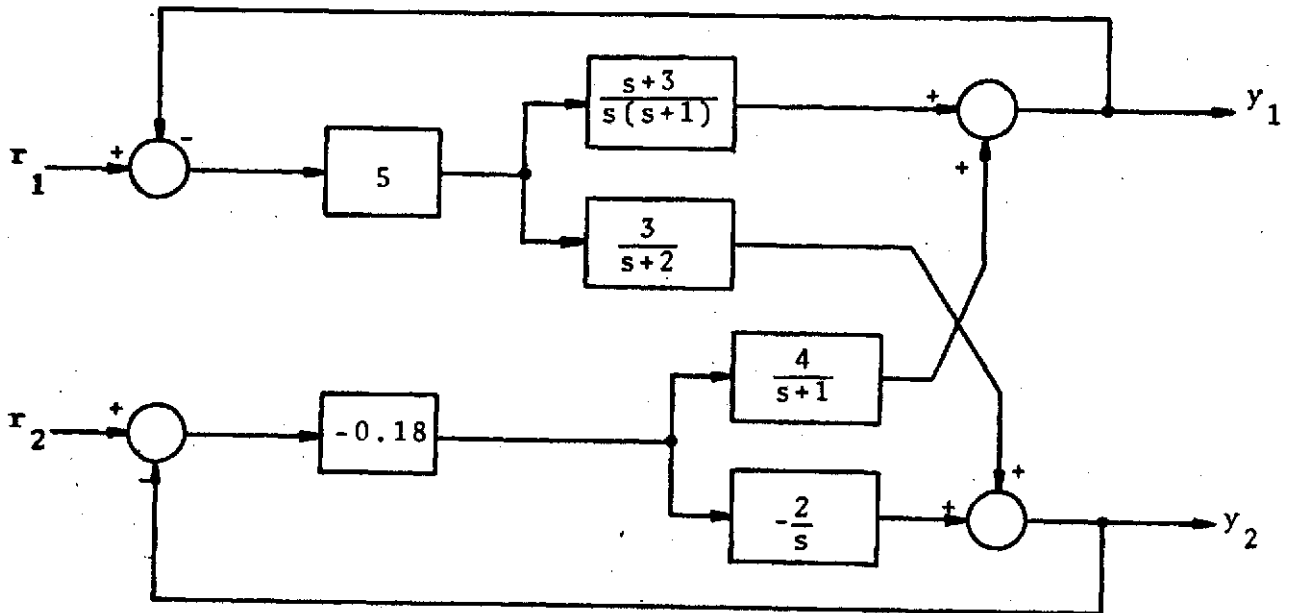 r1
+
-
5
s+3
s(s+1)
3
s+2
+
+
y1
r2
+
-
-0.18
4
s+1
-2
s
+
+
y2